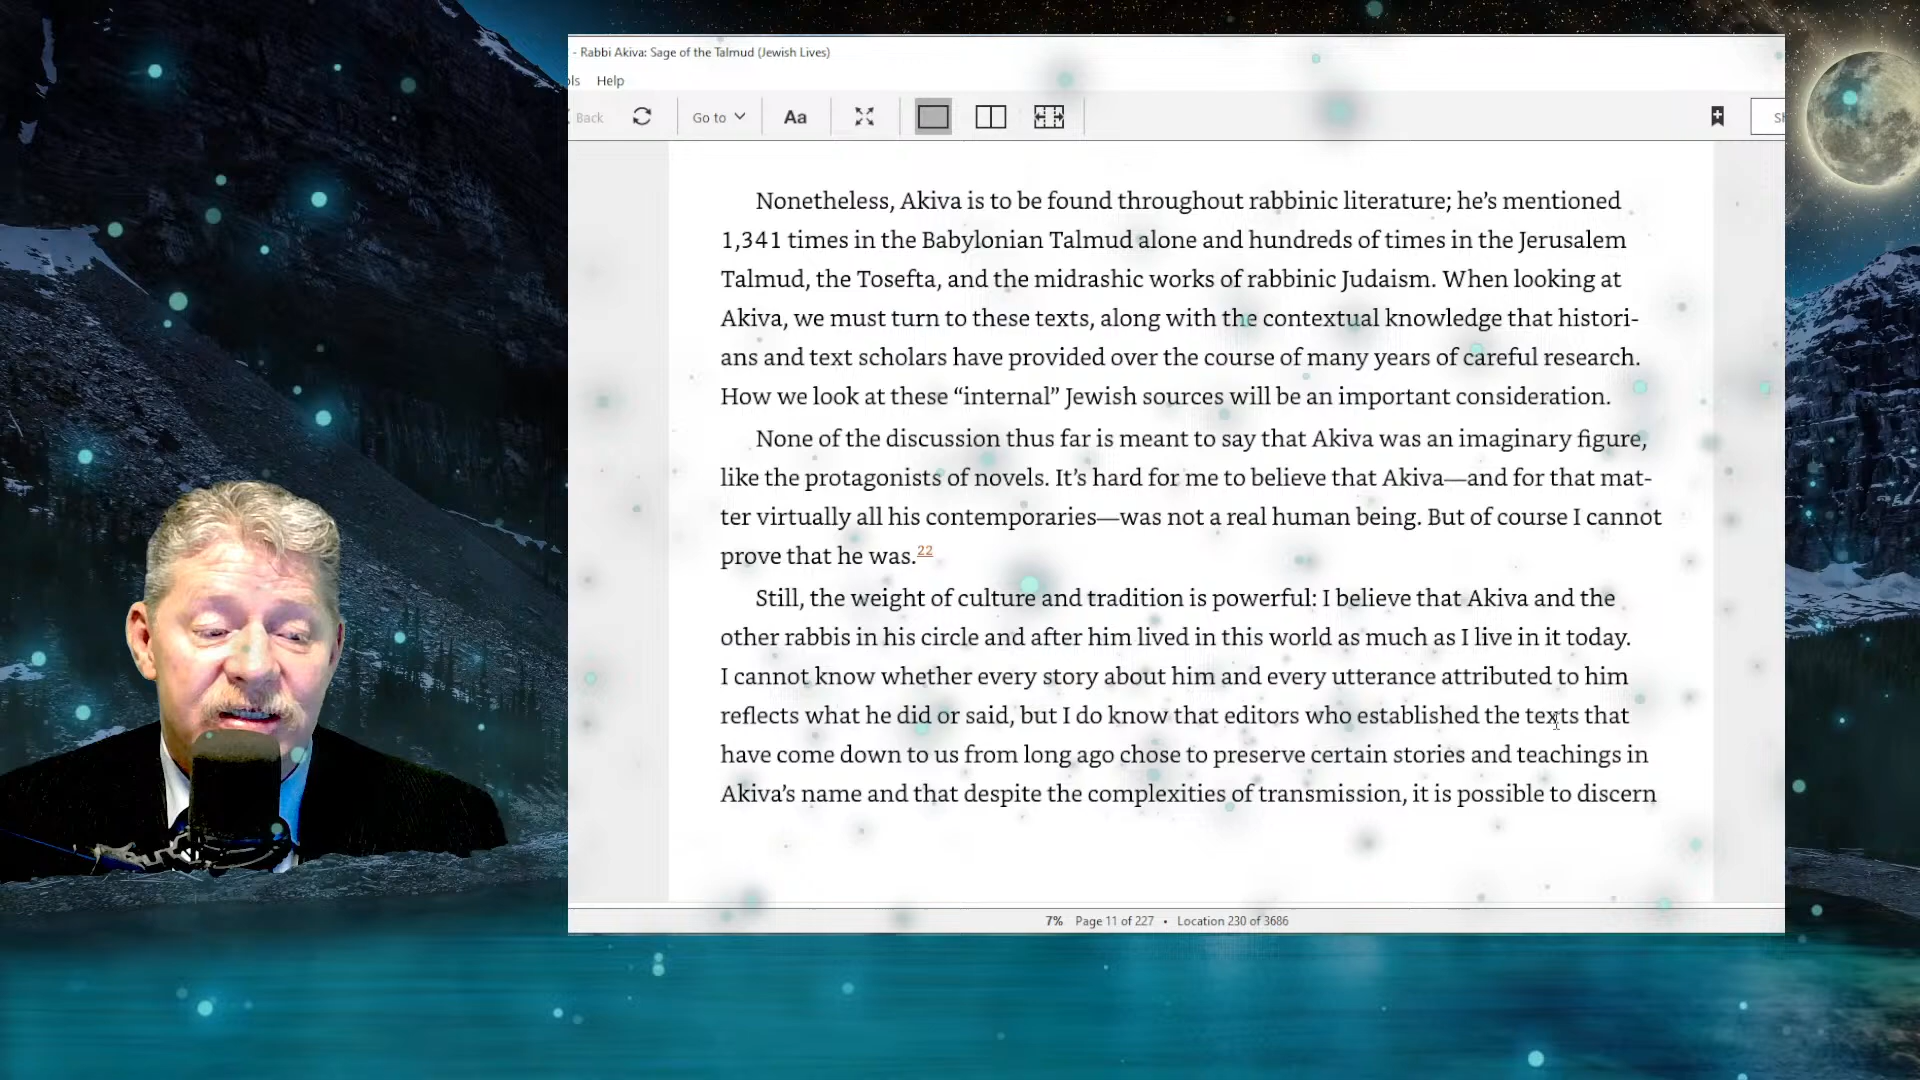 - Rabbi Akiva: Sage of the Talmud (Jewish Lives)
Help
Back Go to Aa
Nonetheless, Akiva is to be found throughout rabbinic literature; he’s mentioned
1,341 times in the Babylonian Talmud alone and hundreds of times in the Jerusalem
Talmud, the Tosefta, and the midrashic works of rabbinic Judaism. When looking at
Akiva, we must turn to these texts, along with the contextual knowledge that histori-
ans and text scholars have provided over the course of many years of careful research.
How we look at these “internal” Jewish sources will be an important consideration.
None of the discussion thus far is meant to say that Akiva was an imaginary figure,
like the protagonists of novels. It’s hard for me to believe that Akiva—and for that mat-
ter virtually all his contemporaries—was not a real human being. But of course I cannot
prove that he was.22
Still, the weight of culture and tradition is powerful: I believe that Akiva and the
other rabbis in his circle and after him lived in this world as much as I live in it today.
I cannot know whether every story about him and every utterance attributed to him
reflects what he did or said, but I do know that editors who established the texts that
have come down to us from long ago chose to preserve certain stories and teachings in
Akiva’s name and that despite the complexities of transmission, it is possible to discern
7% Page 11 of 227 • Location 230 of 3686